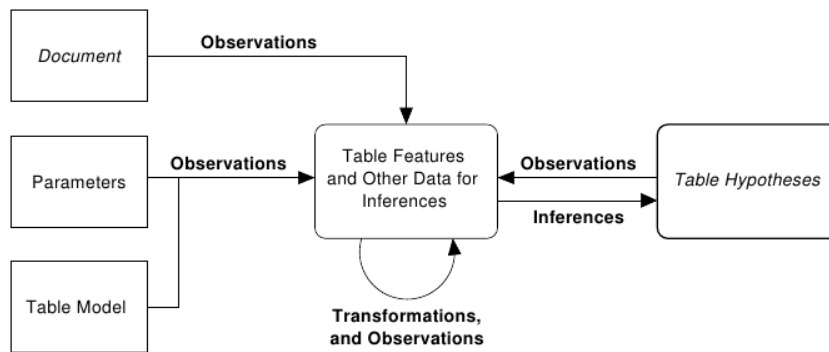 Document
Observations
Parameters
Observations
Table Model
Table Features
and Other Data for
Inferences
Observations
Inferences
Table Hypotheses
Transformations,
and Observations